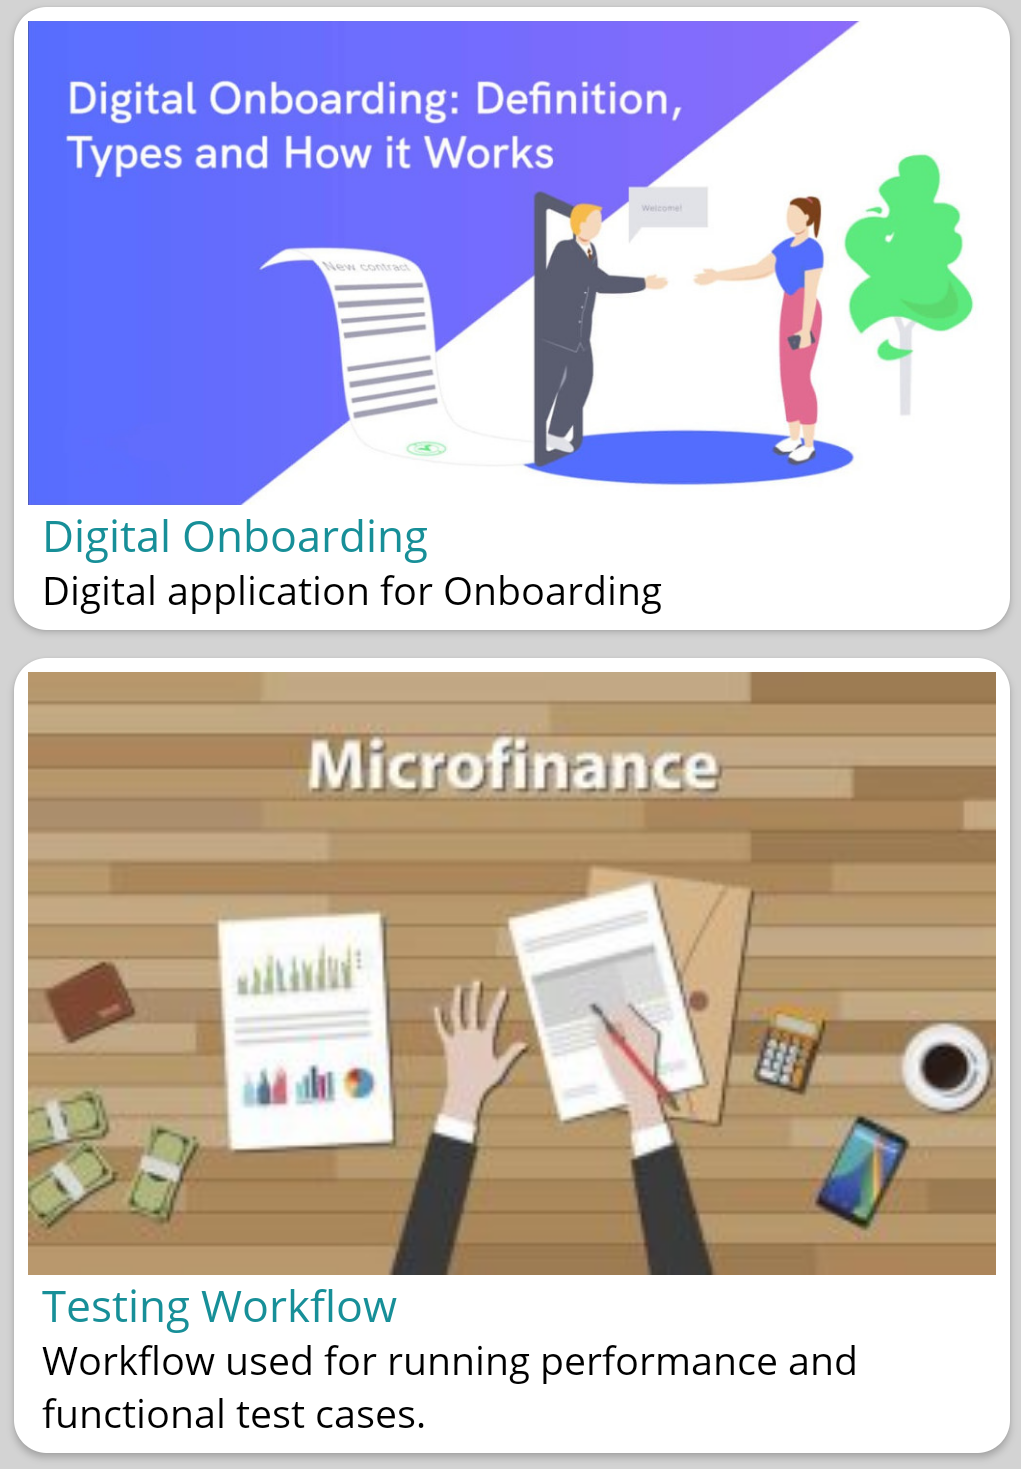 Digital Onboarding: Definition,
Types and How it Works
Welcome!
New contract
Digital Onboarding
Digital application for Onboarding
Microfinance
Testing Workflow
Workflow used for running performance and
functional test cases.